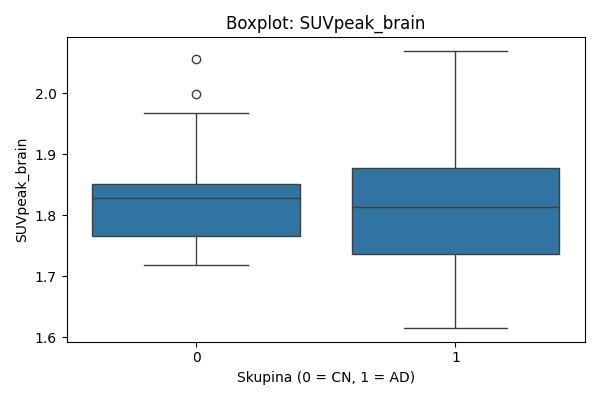 Boxplot: SUVpeak_brain
SUVpeak_brain
2.0
1.9
1.8
1.7
1.6
0
1
Skupina (0 = CN, 1 = AD)